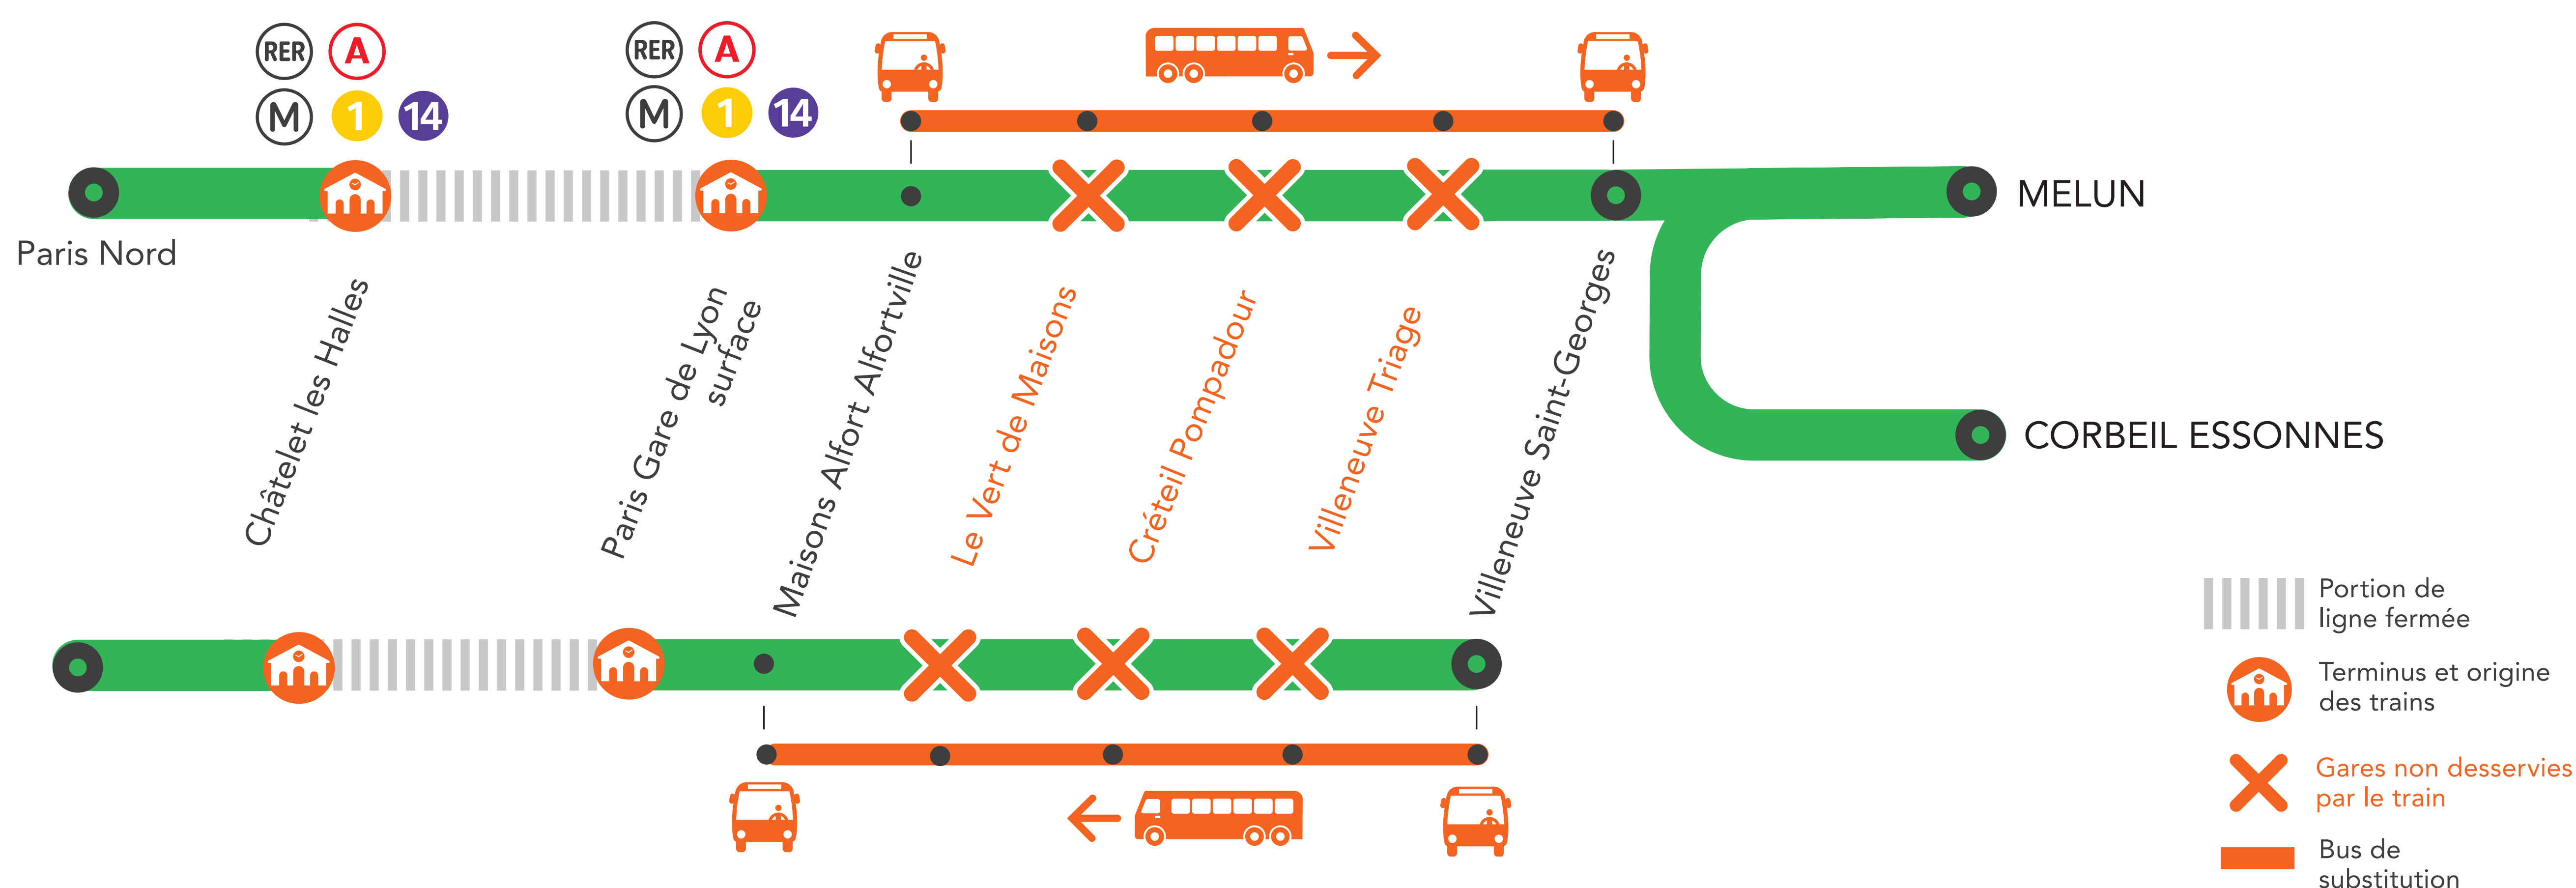 RER A
M 1 14
RER A
M 1 14
Paris Nord
Châtelet les Halles
Paris Gare de Lyon
surface
Maisons Alfort Alfortville
Le Vert de Maisons
Créteil Pompadour
Villeneuve Triage
Villeneuve Saint-Georges
MELUN
CORBEIL ESSONNES
Portion de
ligne fermée
Terminus et origine
des trains
Gares non desservies
par le train
Bus de
substitution